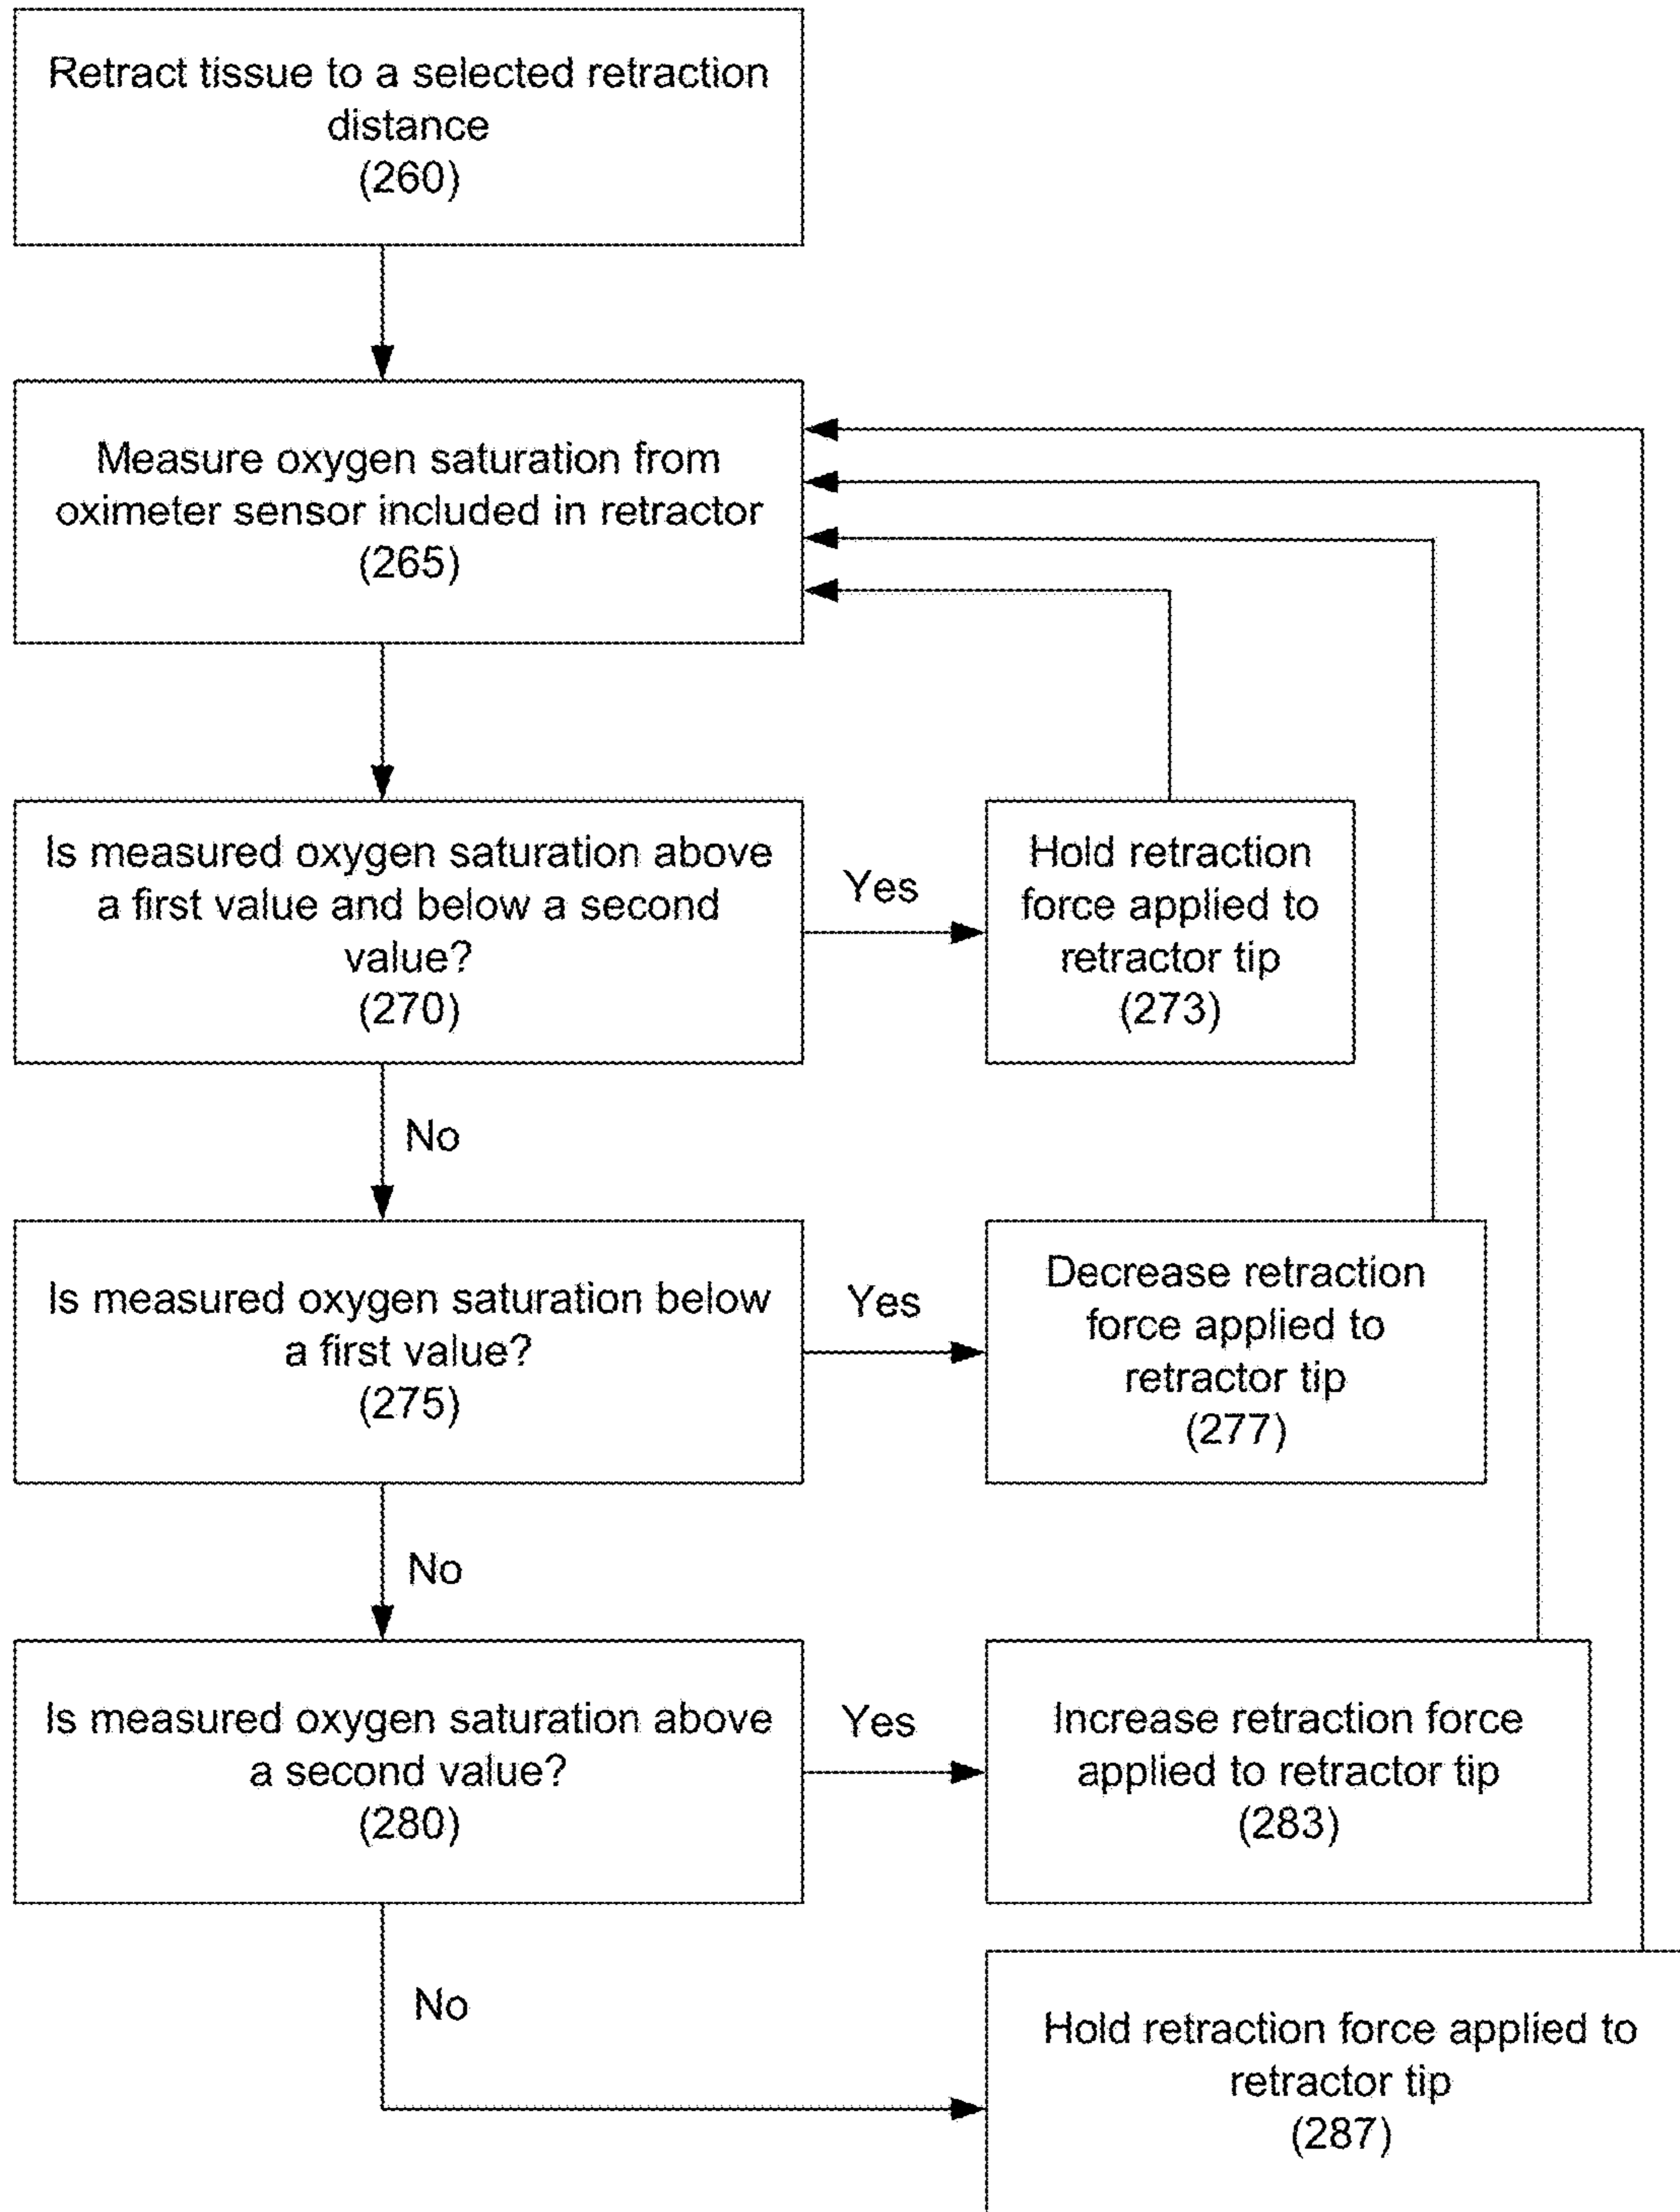 Retract tissue to a selected retraction
distance
(260)
Measure oxygen saturation from
oximeter sensor included in retractor
(265)
Is measured oxygen saturation above
a first value and below a second
value?
(270)
Yes
Hold retraction
force applied to
retractor tip
(273)
No
Is measured oxygen saturation below
a first value?
(275)
Yes
Decrease retraction
force applied to
retractor tip
(277)
No
Is measured oxygen saturation above
a second value?
(280)
Yes
Increase retraction force
applied to retractor tip
(283)
No
Hold retraction force applied to
retractor tip
(287)